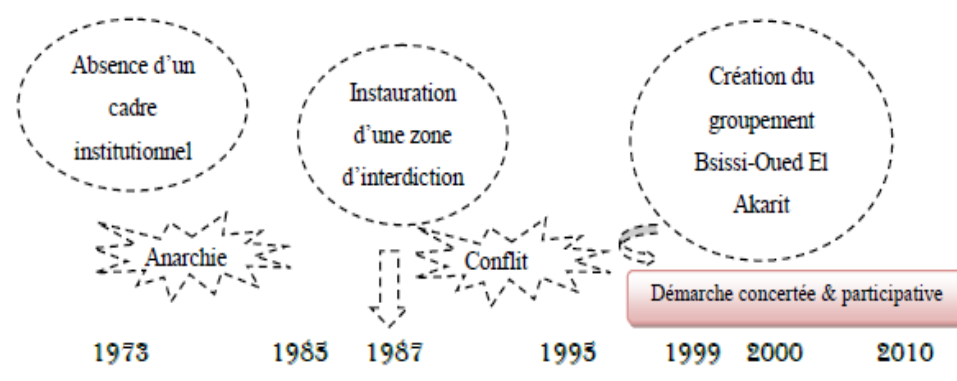 Absence d’un
cadre
institutionnel
Instauration
d’une zone
d’interdiction
Création du
groupement
Bsissi-Oued El
Akarit
Anarchie
Conflit
Démarche concertée & participative
1973 1985 1987 1995 1999 2000 2010